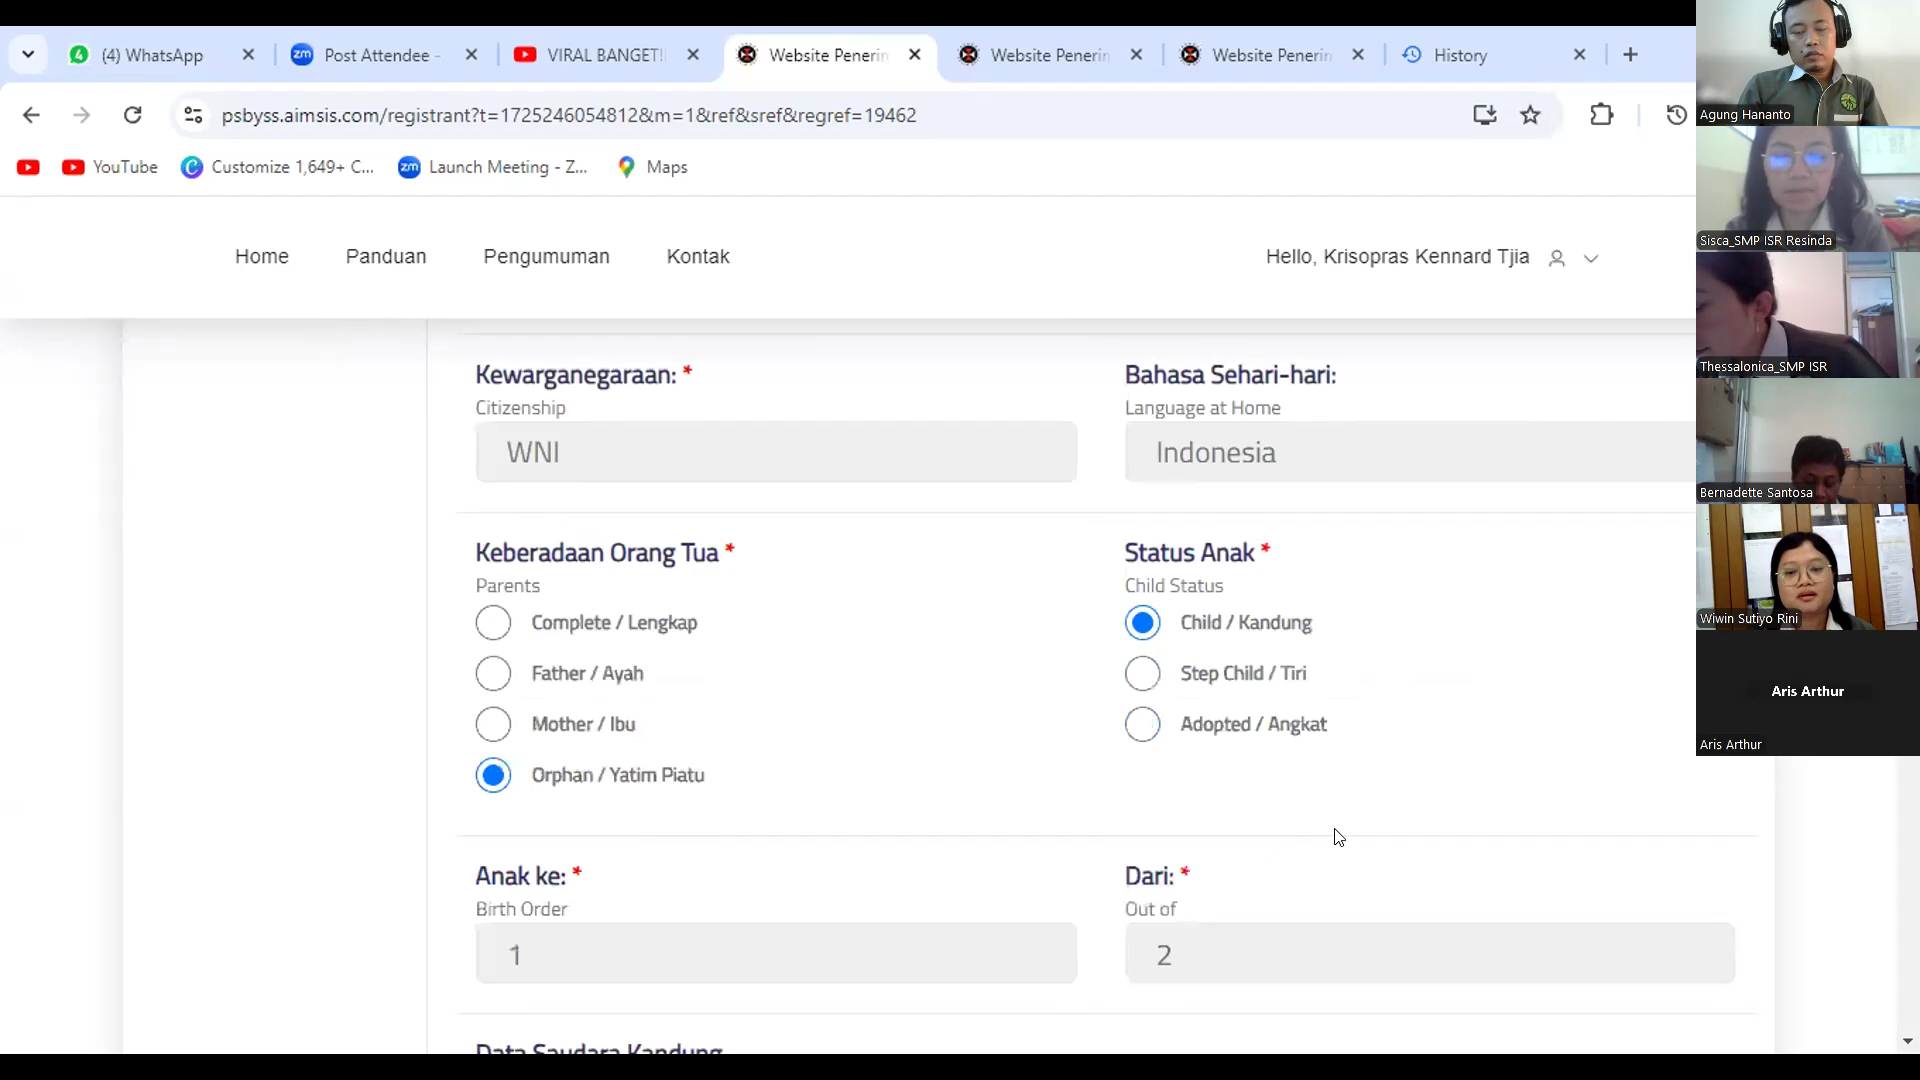 (4) WhatsApp
Post Attendee -
VIRAL BANGET!
Website Penerin
Website Penerin
Website Penerin
History
psbyss.aimsis.com/registrant?t=1725246054812&m=1&ref&sref&regref=19462
YouTube
Customize 1,649+ C...
Launch Meeting - Z...
Maps
Home
Panduan
Pengumuman
Kontak
Hello, Krisopras Kennard Tjia
Kewarganegaraan: *
Citizenship
WNI
Bahasa Sehari-hari:
Language at Home
Indonesia
Keberadaan Orang Tua *
Parents
Complete / Lengkap
Father / Ayah
Mother / Ibu
Orphan / Yatim Piatu
Status Anak *
Child Status
Child / Kandung
Step Child / Tiri
Adopted / Angkat
Anak ke: *
Birth Order
1
Dari: *
Out of
2
Data Saudara Kandung
Agung Hananto
Sisca_SMP ISR Resinda
Thessalonica_SMP ISR
Bernadette Santosa
Wiwin Sutiyo Rini
Aris Arthur
Aris Arthur